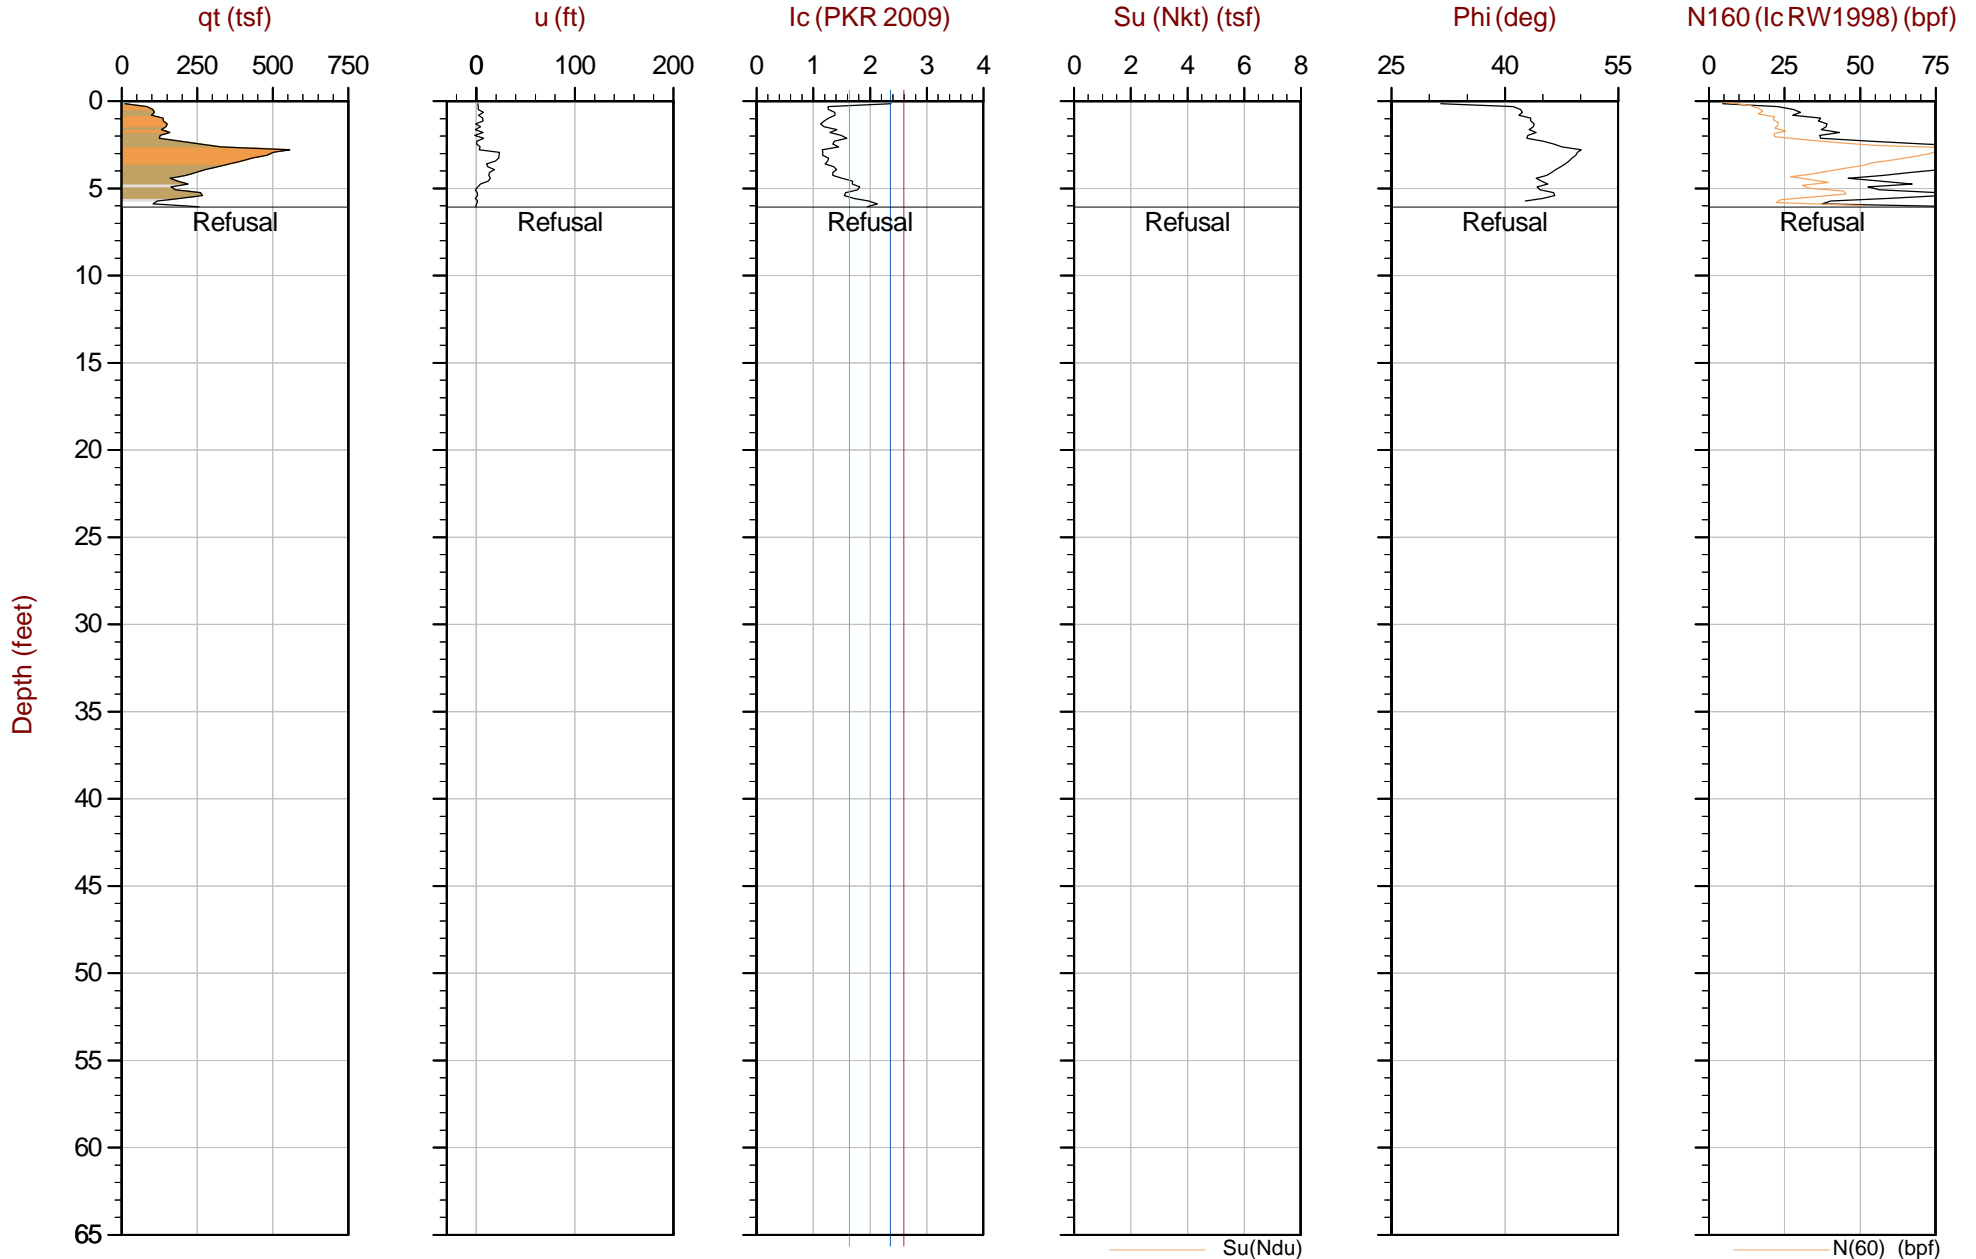 qt (tsf) u (ft) Ic (PKR 2009) Su (Nkt) (tsf) Phi (deg) N160 (Ic RW1998) (bpf)
0 250 500 750 0 100 200 0 1 2 3 4 0 2 4 6 8 25 40 55 0 25 50 75
0
5
Refusal Refusal Refusal Refusal Refusal Refusal
10
15
20
25
30
Depth (feet)
35
40
45
50
55
60
65
Su(Ndu) N(60) (bpf)